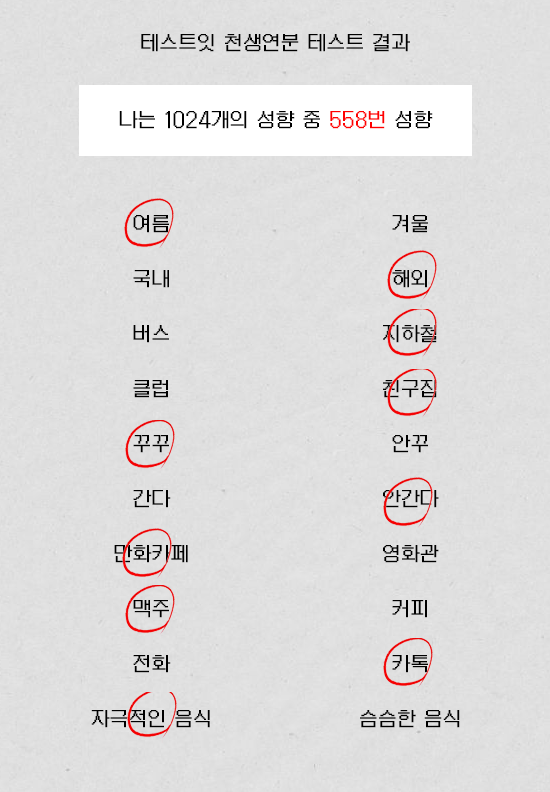 테스트잇 천생연분 테스트 결과
나는 1024개의 성향 중 558번 성향
여름 겨울
국내 해외
버스 지하철
클럽 친구집
꾸꾸 안꾸
간다 안간다
만화카페 영화관
맥주 커피
전화 카톡
자극적인 음식 슴슴한 음식